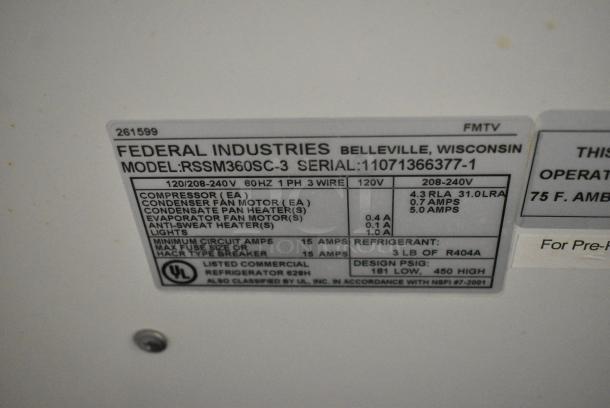 261599 FMTV
FEDERAL INDUSTRIES BELLEVILLE, WISCONSIN
MODEL:RSSM360SC-3 SERIAL:11071366377-1
120/208-240V 60HZ 1 PH 3 WIRE 120V 208-240V
COMPRESSOR (EA) 4.3 RLA 31.0LRA
CONDENSER FAN MOTOR (EA) 0.7 AMPS
CONDENSATE PAN HEATER(S) 5.0 AMPS
EVAPORATOR FAN MOTOR(S) 0.4 A
ANTI-SWEAT HEATER(S) 0.1 A
LIGHTS 1.0 A
MINIMUM CIRCUIT AMPS 15 AMPS REFRIGERANT:
MAX FUSE SIZE OR 3 LB OF R404A
HACR TYPE BREAKER 15 AMPS
UL LISTED COMMERCIAL DESIGN PSIG:
REFRIGERATOR 629H 181 LOW, 450 HIGH
ALSO CLASSIFIED BY UL, INC. IN ACCORDANCE WITH NSFI #7-2001
THIS
OPERAT
75 F. AMB
For Pre-